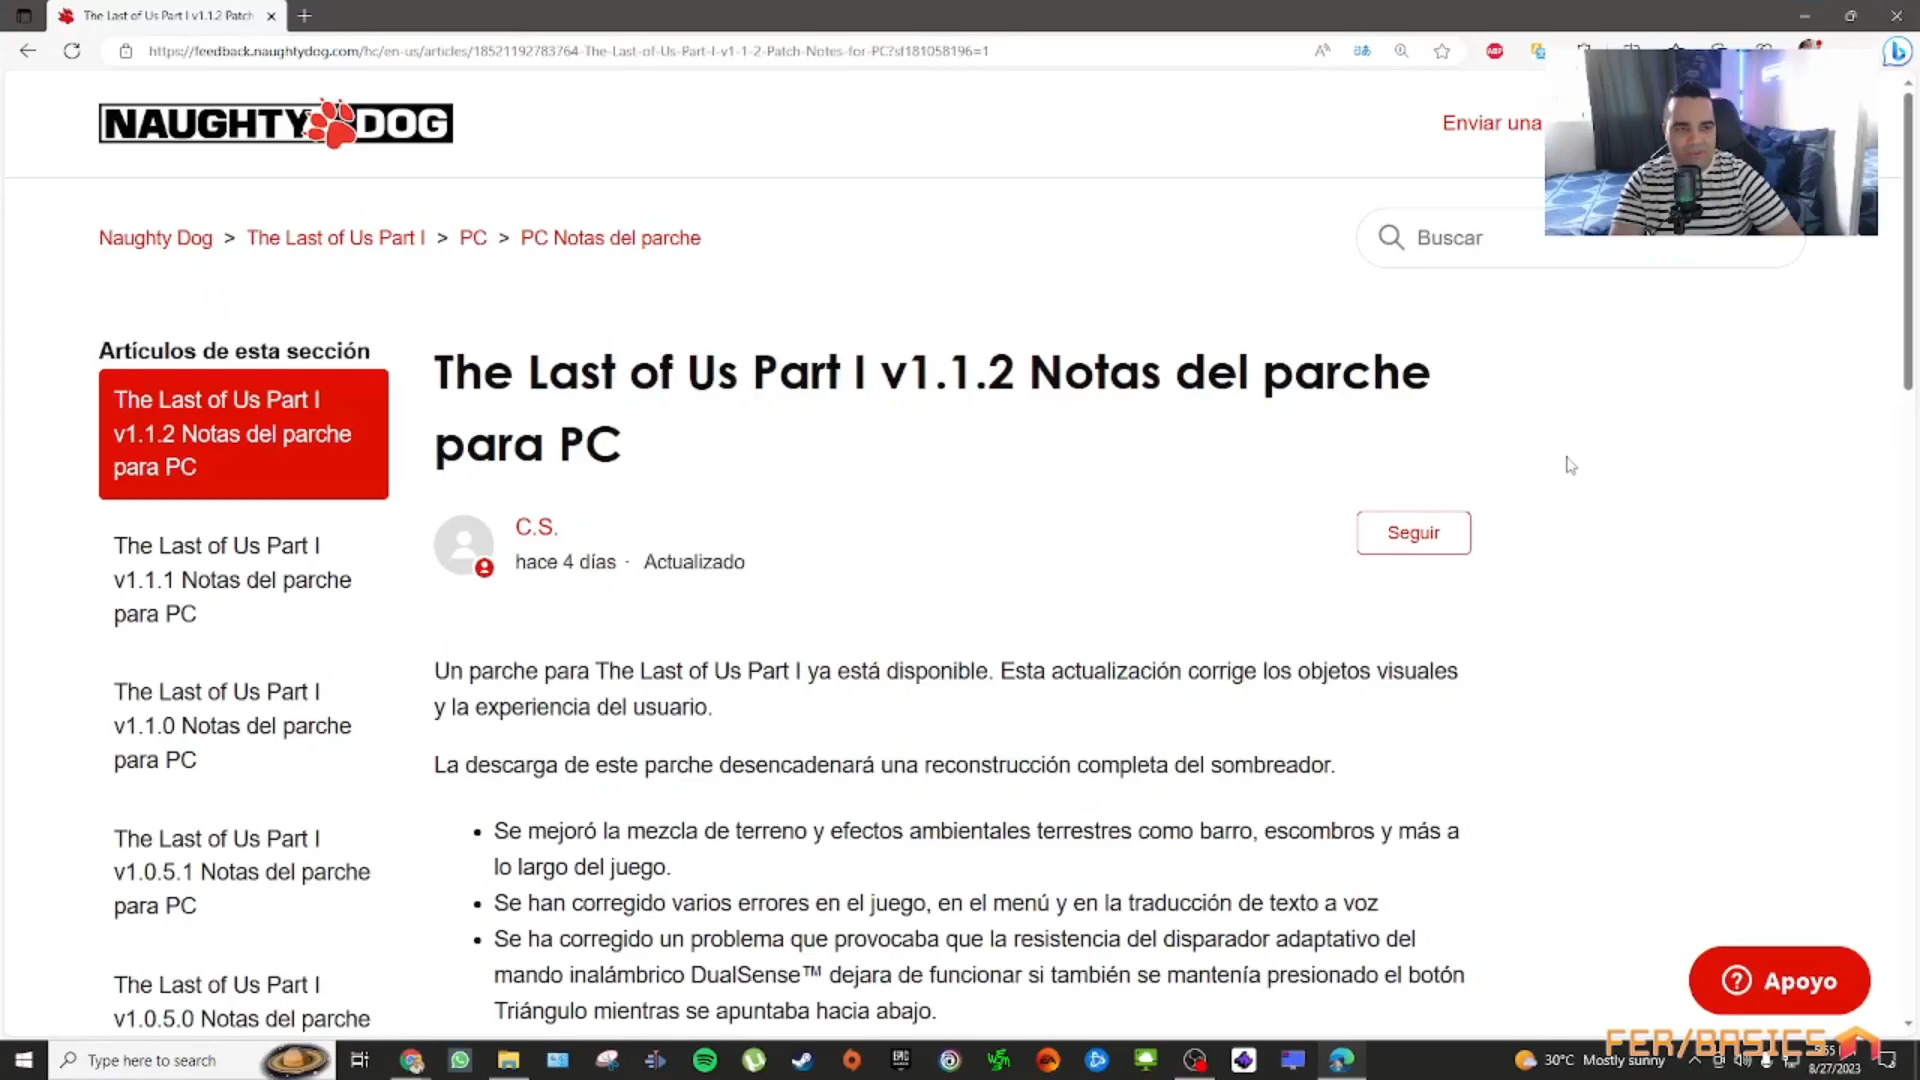 The Last of Us Part I v1.1.2 Patch
https://feedback.naughtydog.com/hc/en-us/articles/18521192783764-The-Last-of-Us-Part-I-v1-1-2-Patch-Notes-for-PC?sf181058196=1
NAUGHTY DOG
Enviar una
Naughty Dog > The Last of Us Part I > PC > PC Notas del parche
Buscar
Artículos de esta sección
The Last of Us Part I
v1.1.2 Notas del parche
para PC
The Last of Us Part I
v1.1.1 Notas del parche
para PC
The Last of Us Part I
v1.1.0 Notas del parche
para PC
The Last of Us Part I
v1.0.5.1 Notas del parche
para PC
The Last of Us Part I
v1.0.5.0 Notas del parche
The Last of Us Part I v1.1.2 Notas del parche
para PC
C.S.
hace 4 días · Actualizado
Seguir
Un parche para The Last of Us Part I ya está disponible. Esta actualización corrige los objetos visuales
y la experiencia del usuario.
La descarga de este parche desencadenará una reconstrucción completa del sombreador.
• Se mejoró la mezcla de terreno y efectos ambientales terrestres como barro, escombros y más a
lo largo del juego.
• Se han corregido varios errores en el juego, en el menú y en la traducción de texto a voz
• Se ha corregido un problema que provocaba que la resistencia del disparador adaptativo del
mando inalámbrico DualSense™ dejara de funcionar si también se mantenía presionado el botón
Triángulo mientras se apuntaba hacia abajo.
Apoyo
FER/BASICS
Type here to search
ABP
EPIC
30°C Mostly sunny
8/27/2023